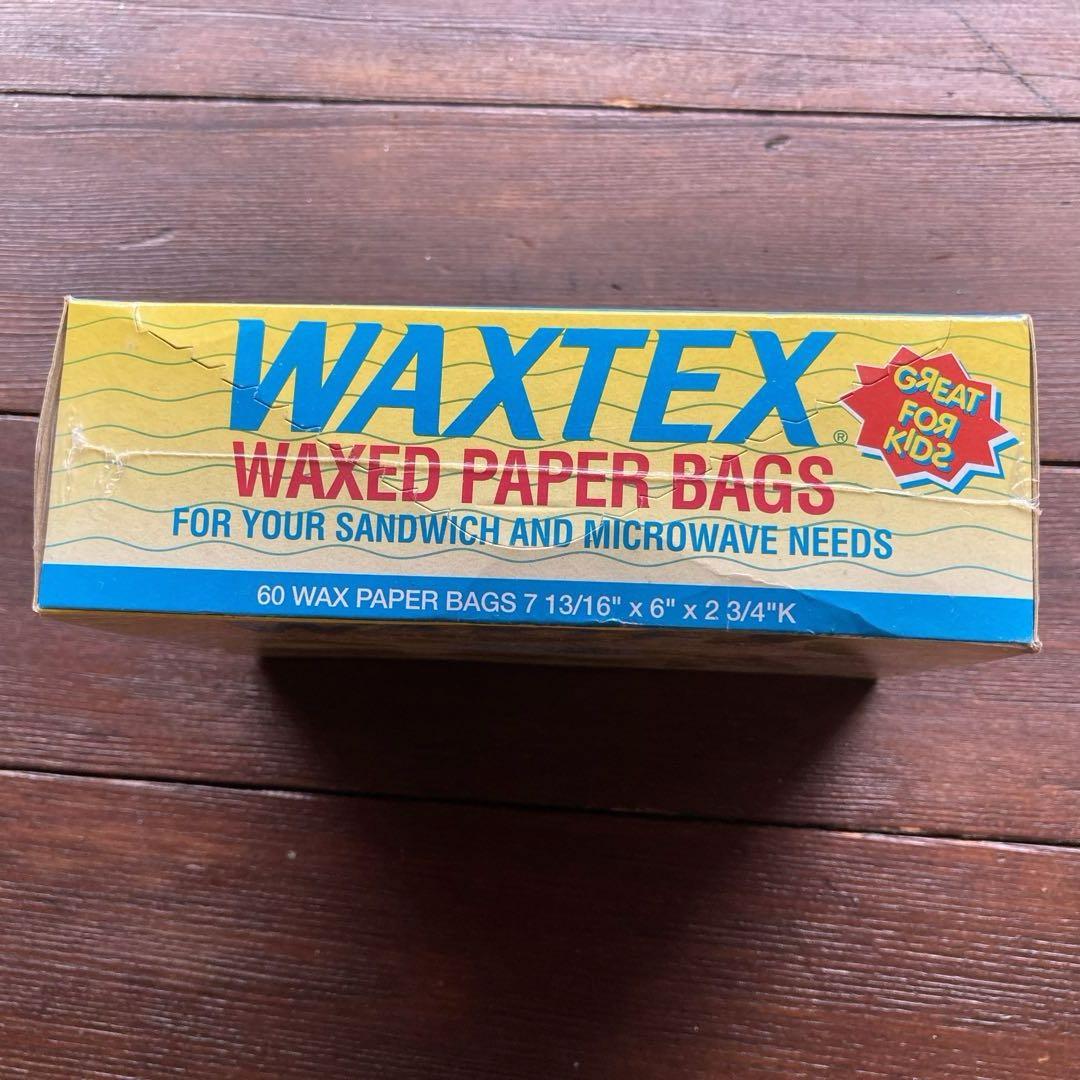 WAXTEX®
WAXED PAPER BAGS
FOR YOUR SANDWICH AND MICROWAVE NEEDS
60 WAX PAPER BAGS 7 13/16" x 6" x 2 3/4"K
GREAT
FOR
KIDS